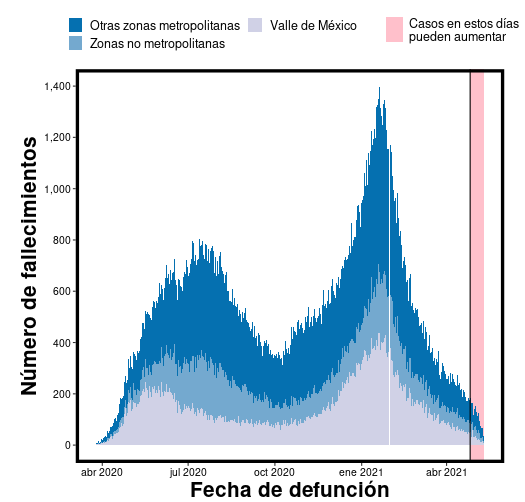 Otras zonas metropolitanas
Zonas no metropolitanas
Valle de México
Casos en estos días
pueden aumentar
Número de fallecimientos
1,400
1,200
1,000
800
600
400
200
0
abr 2020
jul 2020
oct 2020
ene 2021
abr 2021
Fecha de defunción